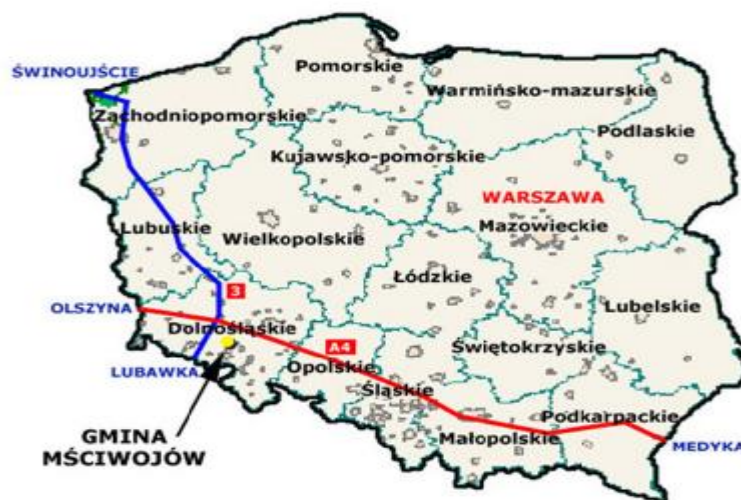 ŚWINOUJŚCIE
Pomorskie
Warmińsko-mazurskie
Zachodniopomorskie
Podlaskie
Kujawsko-pomorskie
WARSZAWA
Mazowieckie
Lubuskie
Wielkopolskie
Łódzkie
3
OLSZYNA
Lubelskie
Dolnośląskie
A4
Świętokrzyskie
LUBAWKA
Opolskie
Śląskie
Podkarpackie
GMINA
MŚCIWOJÓW
Małopolskie
MEDYKA